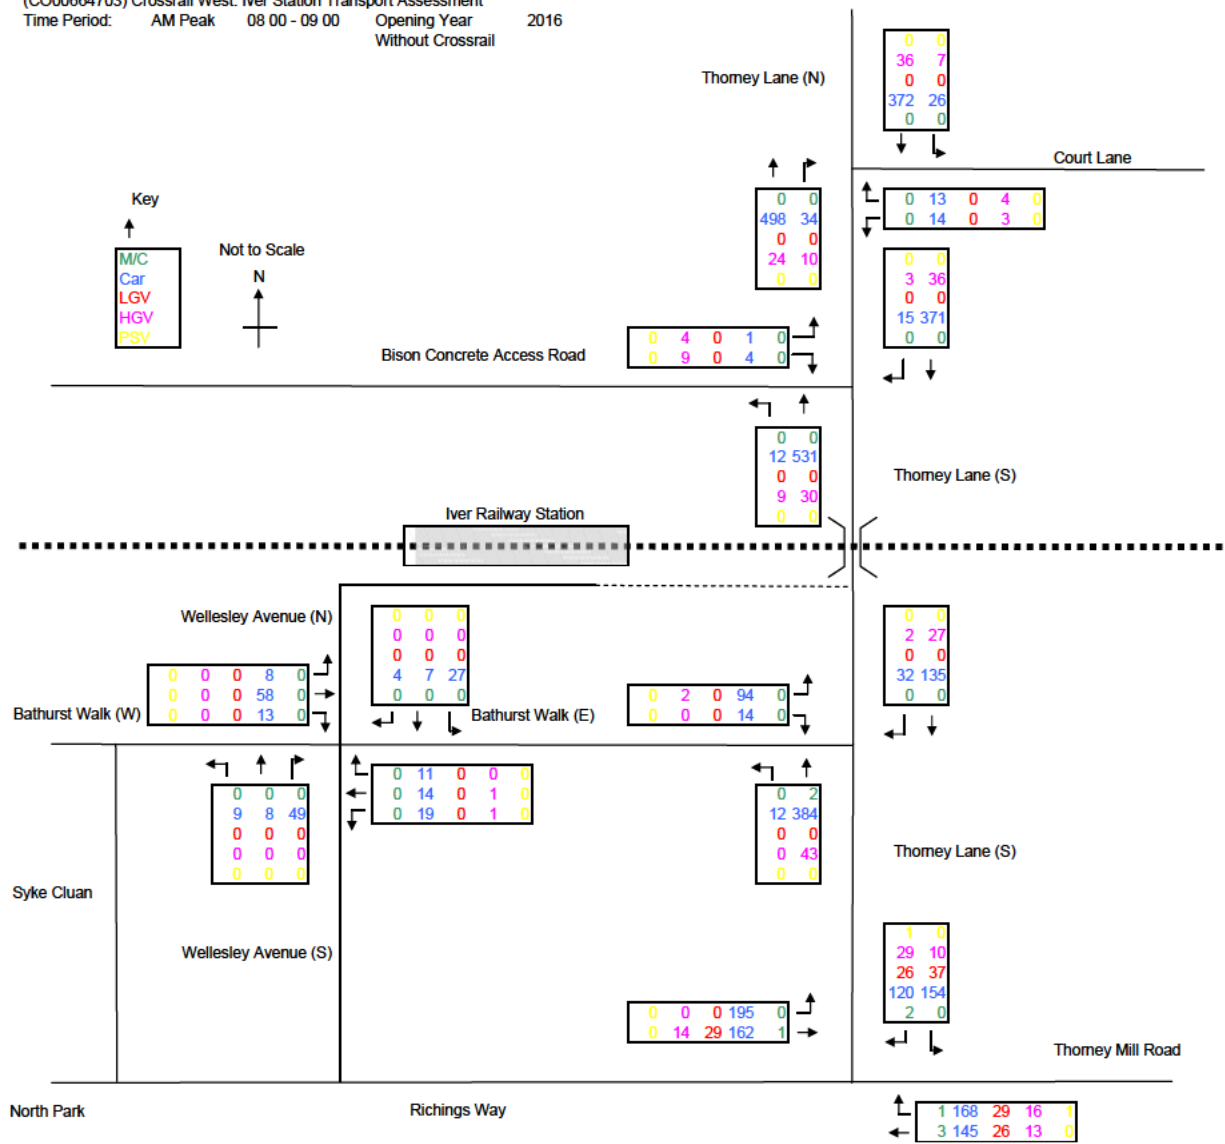 (CO00664703) Crossrail West: Iver Station Transport Assessment
Time Period: AM Peak 08 00 - 09 00 Opening Year 2016
Without Crossrail
0 0
36 7
0 0
372 26
0 0
Thorney Lane (N)
Court Lane
0 0
498 34
0 0
24 10
0 0
0 13 0 4 0
0 14 0 3 0
Key
M/C
Car
LGV
HGV
PSV
Not to Scale
N
0 0
3 36
0 0
15 371
0 0
Bison Concrete Access Road
0 4 0 1 0
0 9 0 4 0
0 0
12 531
0 0
9 30
0 0
Thorney Lane (S)
Iver Railway Station
Wellesley Avenue (N)
0 0 0
0 0 0
0 0 0
4 7 27
0 0 0
0 0
2 27
0 0
32 135
0 0
Bathurst Walk (W)
0 0 0 8 0
0 0 0 58 0
0 0 0 13 0
Bathurst Walk (E)
0 2 0 94 0
0 0 0 14 0
0 0 0
9 8 49
0 0 0
0 0 0
0 0 0
0 11 0 0 0
0 14 0 1 0
0 19 0 1 0
0 2
12 384
0 0
0 43
0 0
Thorney Lane (S)
Syke Cluan
Wellesley Avenue (S)
1 0
29 10
26 37
120 154
2 0
0 0 0 195 0
0 14 29 162 1
Thorney Mill Road
North Park
Richings Way
1 168 29 16 1
3 145 26 13 0